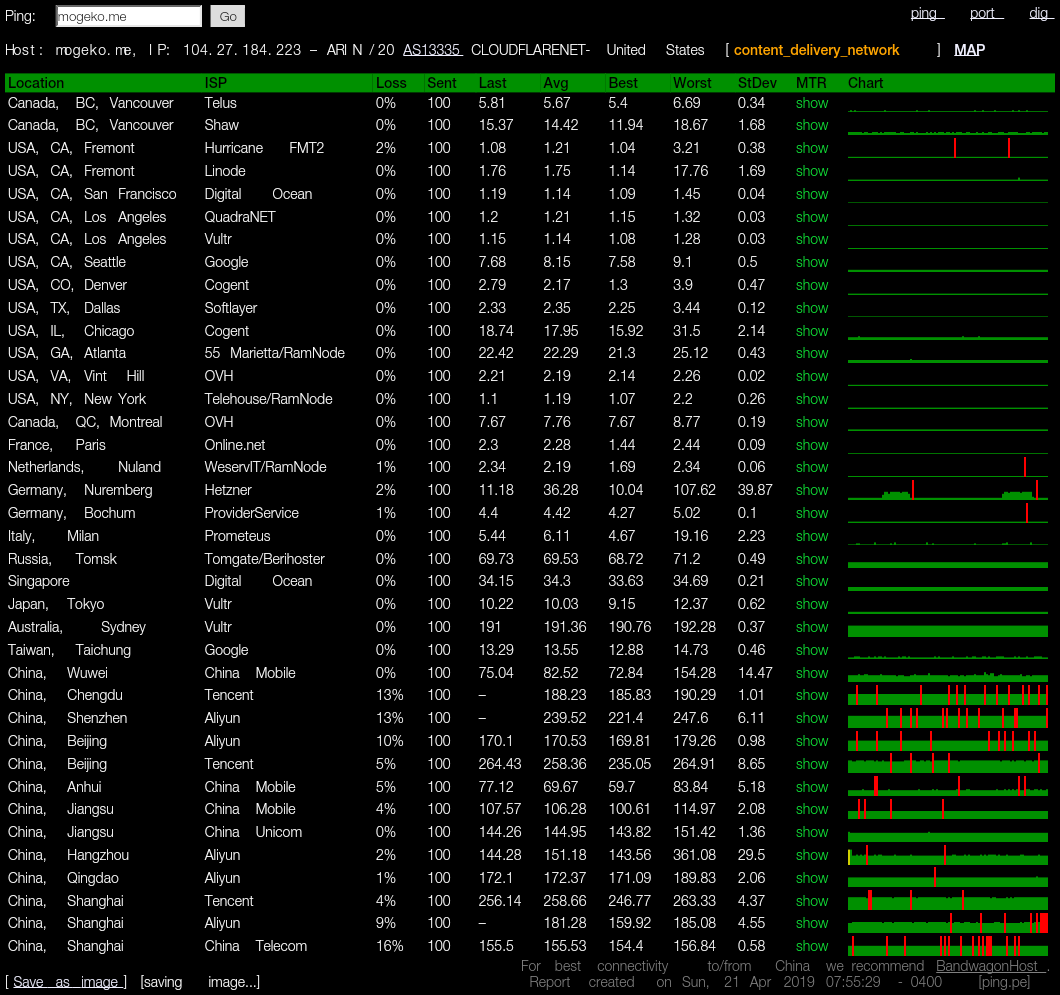 Ping: mogeko.me Go ping port dig
Host: mogeko.me, IP: 104.27.184.223 - ARIN /20 AS13335 CLOUDFLARENET- United States [content_delivery_network ] MAP
Location ISP Loss Sent Last Avg Best Worst StDev MTR Chart
Canada, BC, Vancouver Telus 0% 100 5.81 5.67 5.4 6.69 0.34 show
Canada, BC, Vancouver Shaw 0% 100 15.37 14.42 11.94 18.67 1.68 show
USA, CA, Fremont Hurricane FMT2 2% 100 1.08 1.21 1.04 3.21 0.38 show
USA, CA, Fremont Linode 0% 100 1.76 1.75 1.14 17.76 1.69 show
USA, CA, San Francisco Digital Ocean 0% 100 1.19 1.14 1.09 1.45 0.04 show
USA, CA, Los Angeles QuadraNET 0% 100 1.2 1.21 1.15 1.32 0.03 show
USA, CA, Los Angeles Vultr 0% 100 1.15 1.14 1.08 1.28 0.03 show
USA, CA, Seattle Google 0% 100 7.68 8.15 7.58 9.1 0.5 show
USA, CO, Denver Cogent 0% 100 2.79 2.17 1.3 3.9 0.47 show
USA, TX, Dallas Softlayer 0% 100 2.33 2.35 2.25 3.44 0.12 show
USA, IL, Chicago Cogent 0% 100 18.74 17.95 15.92 31.5 2.14 show
USA, GA, Atlanta 55 Marietta/RamNode 0% 100 22.42 22.29 21.3 25.12 0.43 show
USA, VA, Vint Hill OVH 0% 100 2.21 2.19 2.14 2.26 0.02 show
USA, NY, New York Telehouse/RamNode 0% 100 1.1 1.19 1.07 2.2 0.26 show
Canada, QC, Montreal OVH 0% 100 7.67 7.76 7.67 8.77 0.19 show
France, Paris Online.net 0% 100 2.3 2.28 1.44 2.44 0.09 show
Netherlands, Nuland WeservIT/RamNode 1% 100 2.34 2.19 1.69 2.34 0.06 show
Germany, Nuremberg Hetzner 2% 100 11.18 36.28 10.04 107.62 39.87 show
Germany, Bochum ProviderService 1% 100 4.4 4.42 4.27 5.02 0.1 show
Italy, Milan Prometeus 0% 100 5.44 6.11 4.67 19.16 2.23 show
Russia, Tomsk Tomgate/Berihoster 0% 100 69.73 69.53 68.72 71.2 0.49 show
Singapore Digital Ocean 0% 100 34.15 34.3 33.63 34.69 0.21 show
Japan, Tokyo Vultr 0% 100 10.22 10.03 9.15 12.37 0.62 show
Australia, Sydney Vultr 0% 100 191 191.36 190.76 192.28 0.37 show
Taiwan, Taichung Google 0% 100 13.29 13.55 12.88 14.73 0.46 show
China, Wuwei China Mobile 0% 100 75.04 82.52 72.84 154.28 14.47 show
China, Chengdu Tencent 13% 100 – 188.23 185.83 190.29 1.01 show
China, Shenzhen Aliyun 13% 100 – 239.52 221.4 247.6 6.11 show
China, Beijing Aliyun 10% 100 170.1 170.53 169.81 179.26 0.98 show
China, Beijing Tencent 5% 100 264.43 258.36 235.05 264.91 8.65 show
China, Anhui China Mobile 5% 100 77.12 69.67 59.7 83.84 5.18 show
China, Jiangsu China Mobile 4% 100 107.57 106.28 100.61 114.97 2.08 show
China, Jiangsu China Unicom 0% 100 144.26 144.95 143.82 151.42 1.36 show
China, Hangzhou Aliyun 2% 100 144.28 151.18 143.56 361.08 29.5 show
China, Qingdao Aliyun 1% 100 172.1 172.37 171.09 189.83 2.06 show
China, Shanghai Tencent 4% 100 256.14 258.66 246.77 263.33 4.37 show
China, Shanghai Aliyun 9% 100 – 181.28 159.92 185.08 4.55 show
China, Shanghai China Telecom 16% 100 155.5 155.53 154.4 156.84 0.58 show
For best connectivity to/from China we recommend BandwagonHost .
[ Save as image ] [saving image...] Report created on Sun, 21 Apr 2019 07:55:29 -0400 [ping.pe]